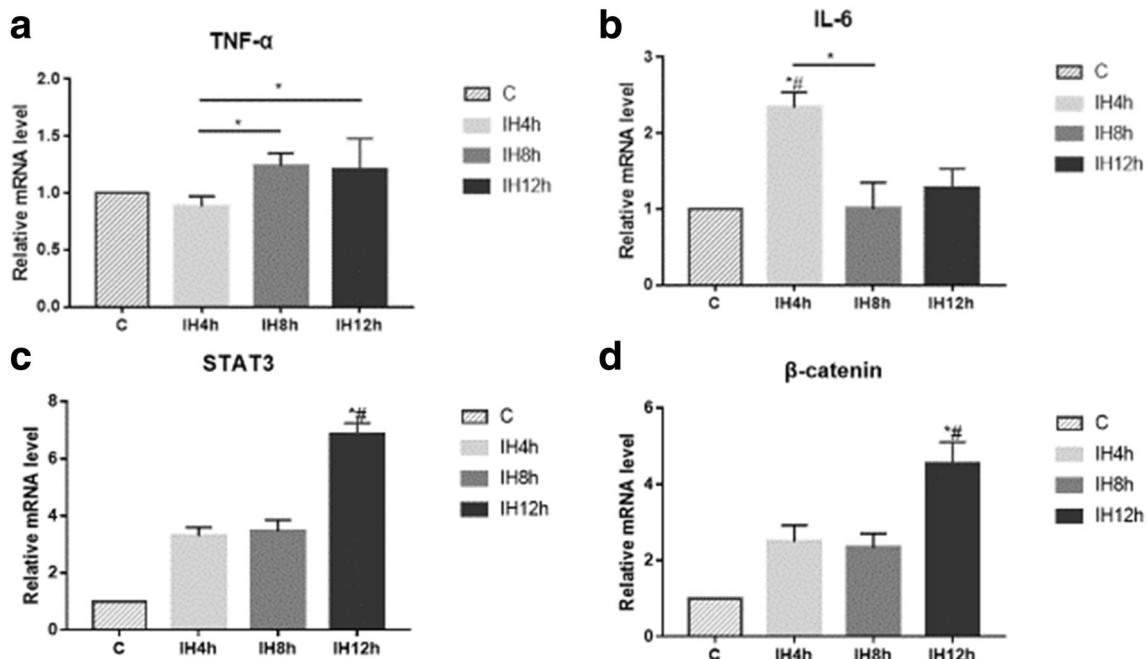 a
TNF-α
Relative mRNA level
2.0
1.5
1.0
0.5
0.0
*
*
C
IH4h
IH8h
IH12h
C
IH4h
IH8h
IH12h
b
IL-6
Relative mRNA level
3
2
1
0
*#
*
C
IH4h
IH8h
IH12h
C
IH4h
IH8h
IH12h
c
STAT3
Relative mRNA level
8
6
4
2
0
*#
C
IH4h
IH8h
IH12h
C
IH4h
IH8h
IH12h
d
β-catenin
Relative mRNA level
6
4
2
0
*#
C
IH4h
IH8h
IH12h
C
IH4h
IH8h
IH12h